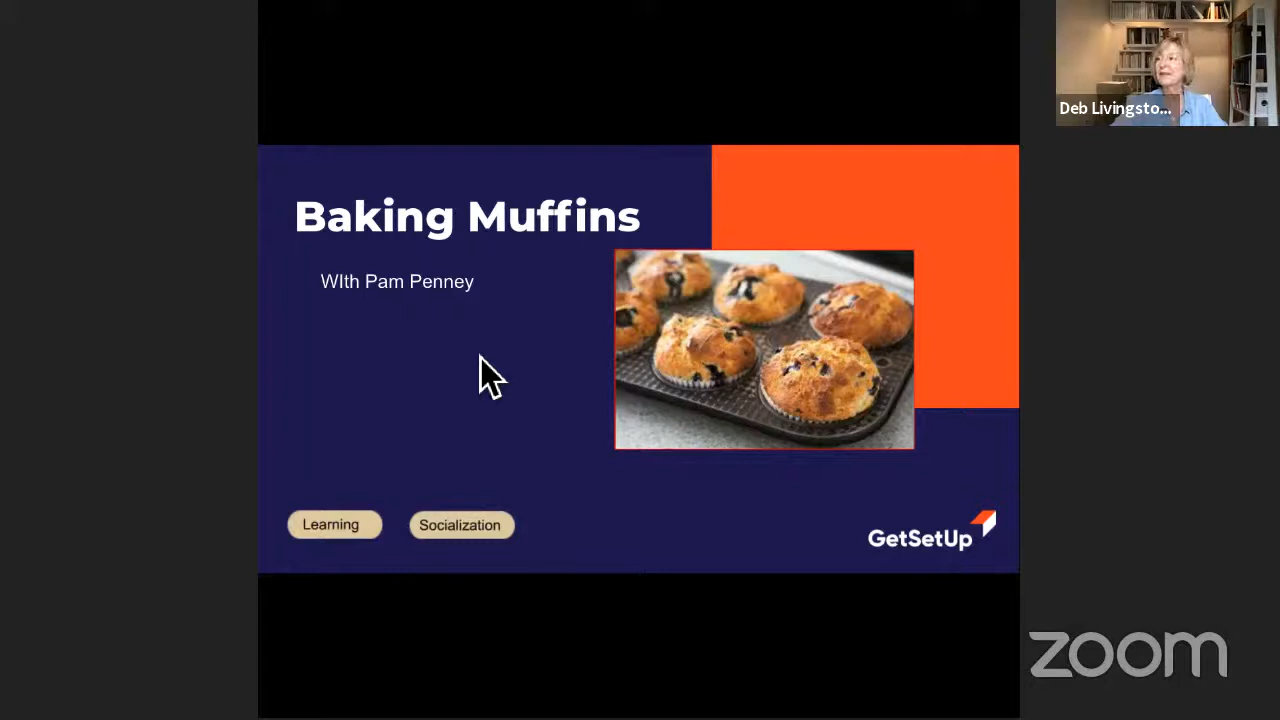 Baking Muffins
WIth Pam Penney
Learning
Socialization
GetSetUp
Deb Livingsto...
zoom